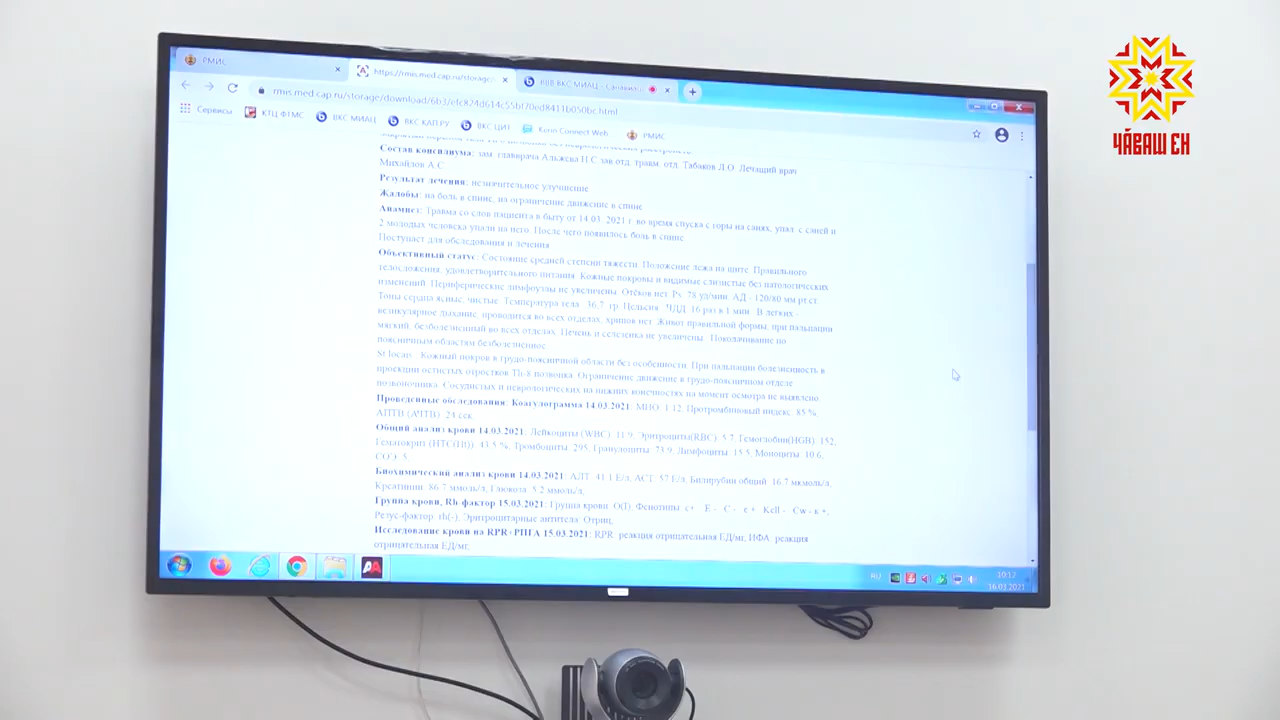 РМИС
https://rmis.med.cap.ru/storage/
ВКС МИАЦ
rmis.med.cap.ru/storage/download/6b3/
ЧӐВАШ ЕН
Сервисы КТЦ ФТМС ВКС МИАЦ ВКС КАП.РУ ВКС ЦИТ Kerin Connect Web РМИС
Состав консилиума: зам. главврача Альжева Н.С зав.отд. травм. отд. Табаков Л.О. Лечащий врач
Михайлов А.С
Результат лечения: незначительное улучшение
Жалобы: на боль в спине, на ограничение движение в спине
Анамнез: Травма со слов пациента в быту от 14.03. 2021 г. во время спуска с горы на санях, упал с саней и
2 молодых человека упали на него. После чего появилось боль в спине
Поступает для обследования и лечения
Объективный статус: Состояние средней степени тяжести. Положение лежа на щите. Правильного
телосложения, удовлетворительного питания. Кожные покровы и видимые слизистые без патологических
изменений. Периферические лимфоузлы не увеличены. Отёков нет. Ps 78 уд/мин. АД - 120/80 мм рт ст.
Тоны сердца ясные, чистые. Температура тела 36.7 гр. Цельсия. ЧДД 16 раз в 1 мин. В легких -
везикулярное дыхание, проводится во всех отделах, хрипов нет. Живот правильной формы, при пальпации
мягкий, безболезненный во всех отделах. Печень и селезенка не увеличены. Поколачивание по
поясничным областям безболезненное
St.locais. Кожный покров в грудо-поясничной области без особенности. При пальпации болезненность в
проекции остистых отростков Th-8 позвонка. Ограничение движение в грудо-поясничном отделе
позвоночника. Сосудистых и неврологических на нижних конечностях на момент осмотра не выявлено
Проведенные обследования: Коагулограмма 14.03.2021: МНО 1.12, Протромбиновый индекс 85 %,
АПТВ (АЧТВ) 24 сек.
Общий анализ крови 14.03.2021: Лейкоциты (WBC) 11.9, Эритроциты(RBC) 5.7, Гемоглобин(HGB) 152,
Гематокрит (HTC(Ht)) 43.5 %, Тромбоциты 295, Гранулоциты 73.9, Лимфоциты 15.5, Моноциты 10.6,
СОЭ 5,
Биохимический анализ крови 14.03.2021: АЛТ 41.1 Е/л, АСТ 57 Е/л, Билирубин общий 16.7 мкмоль/л,
Креатинин 86.7 ммоль/л, Глюкоза 5.2 ммоль/л,
Группа крови, Rh-фактор 15.03.2021: Группа крови O(I), Фенотипы c+ E - C - e + Kell - Cw - к +,
Резус-фактор rh(-), Эритроцитарные антитела Отриц,
Исследование крови на RPR+РПГА 15.03.2021: RPR реакция отрицательная ЕД/мг, ИФА реакция
отрицательная ЕД/мг,
RU
10:12
16.03.2021